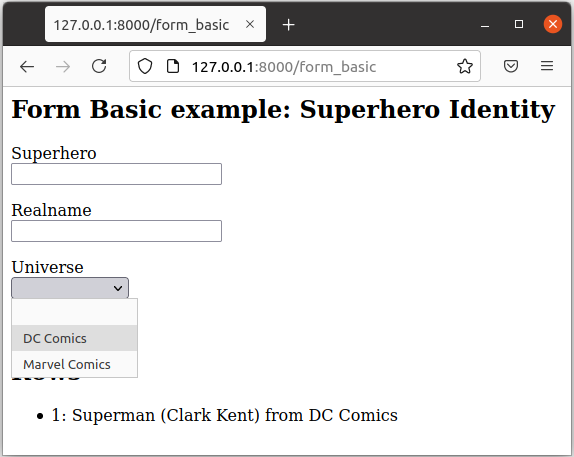 127.0.0.1:8000/form_basic
127.0.0.1:8000/form_basic
Form Basic example: Superhero Identity
Superhero
Realname
Universe
DC Comics
Marvel Comics
1: Superman (Clark Kent) from DC Comics